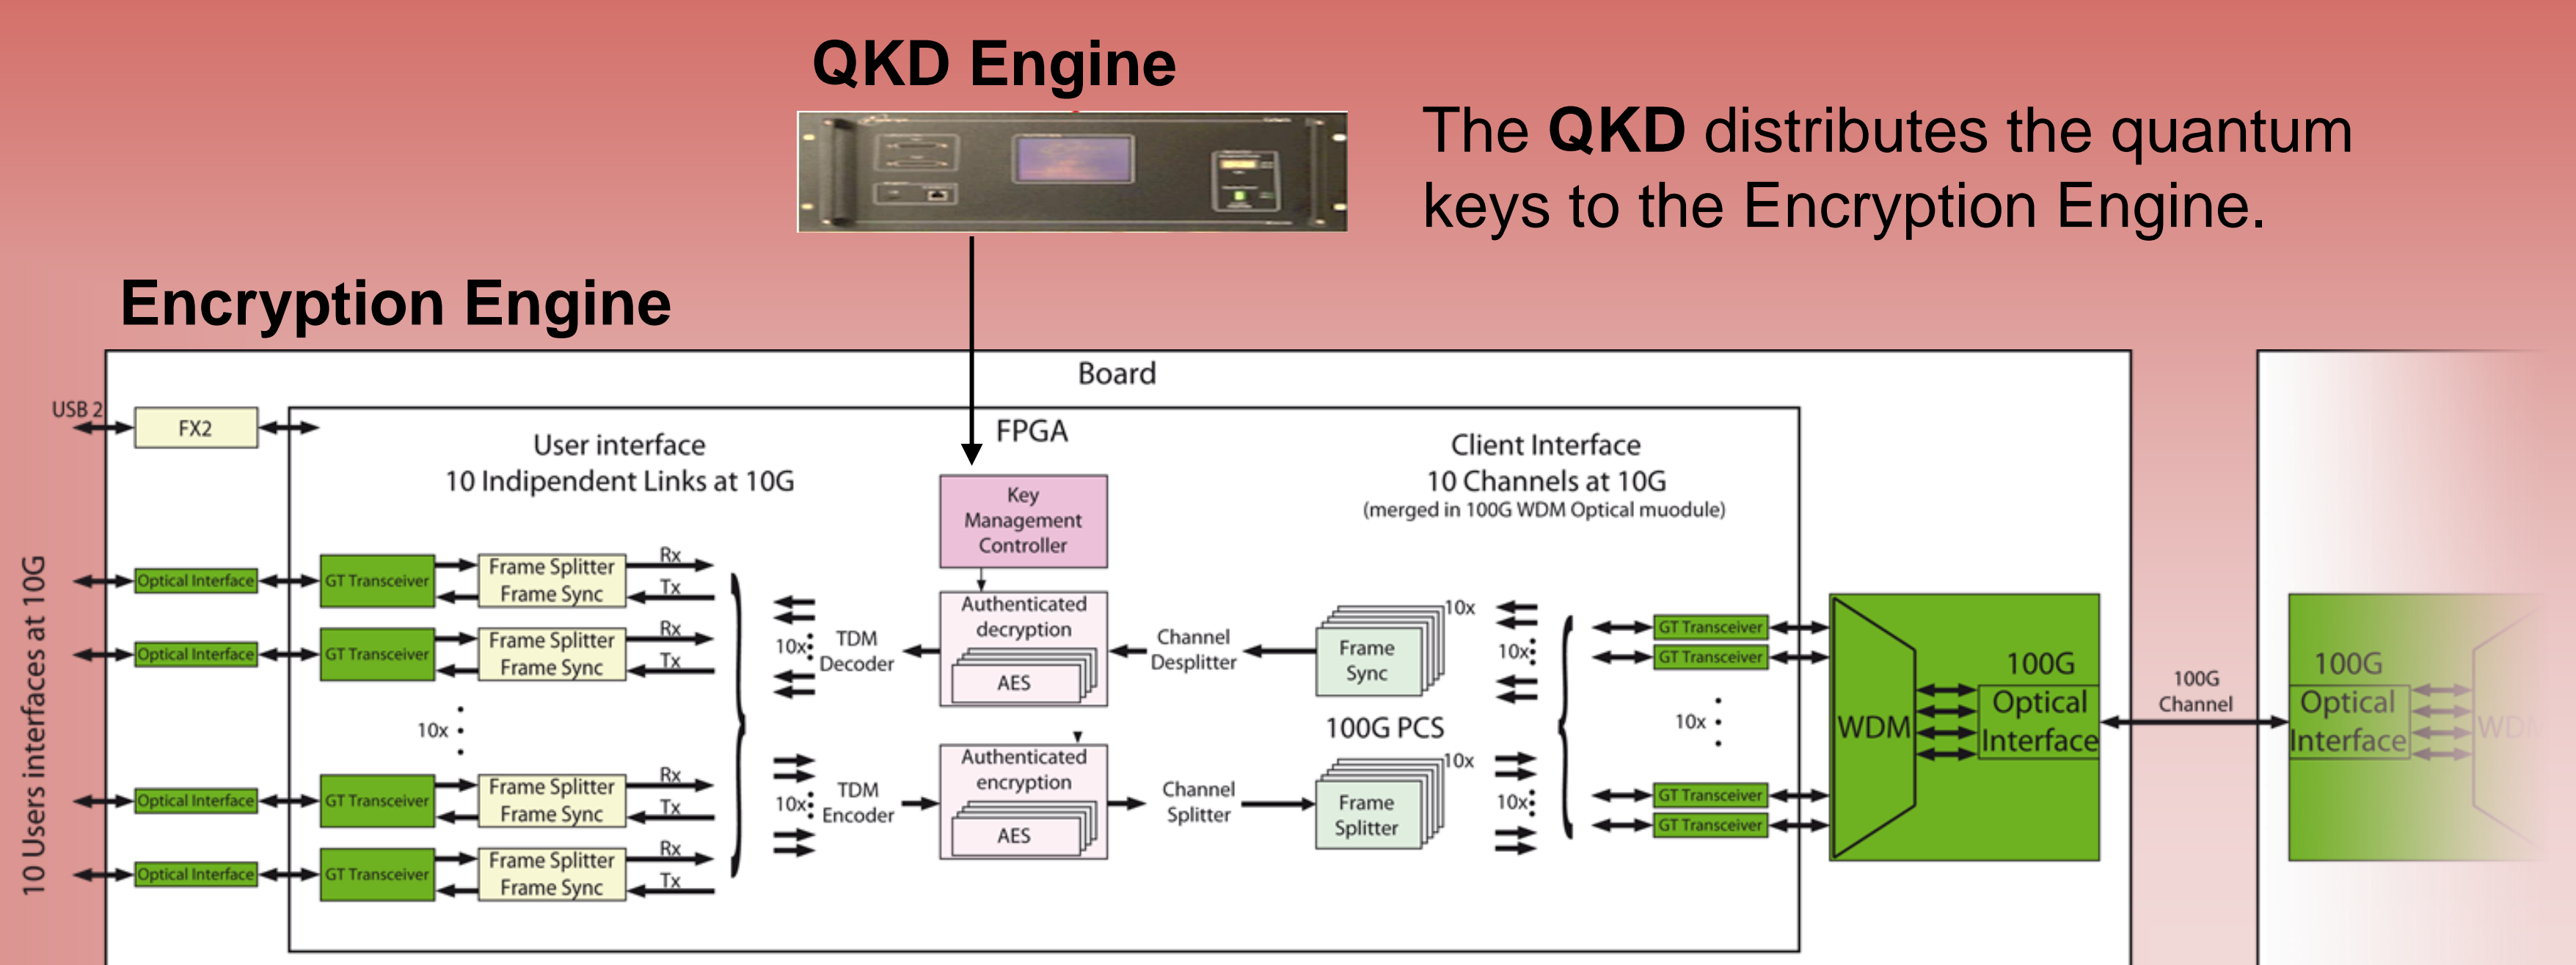 QKD Engine
The QKD distributes the quantum
keys to the Encryption Engine.
Encryption Engine
Board
USB 2
FX2
FPGA
User interface
10 Indipendent Links at 10G
Client Interface
10 Channels at 10G
(merged in 100G WDM Optical muodule)
Key
Management
Controller
10 Users interfaces at 10G
Optical Interface
GT Transceiver
Frame Splitter
Frame Sync
Rx
Tx
Optical Interface
GT Transceiver
Frame Splitter
Frame Sync
Rx
Tx
10x
Optical Interface
GT Transceiver
Frame Splitter
Frame Sync
Rx
Tx
Optical Interface
GT Transceiver
Frame Splitter
Frame Sync
Rx
Tx
10x
TDM
Decoder
Authenticated
decryption
AES
Channel
Desplitter
Frame
Sync
10x
10x
100G PCS
10x
TDM
Encoder
Authenticated
encryption
AES
Channel
Splitter
Frame
Splitter
10x
10x
GT Transceiver
GT Transceiver
10x
GT Transceiver
GT Transceiver
WDM
100G
Optical
Interface
100G
Channel
100G
Optical
Interface
WD